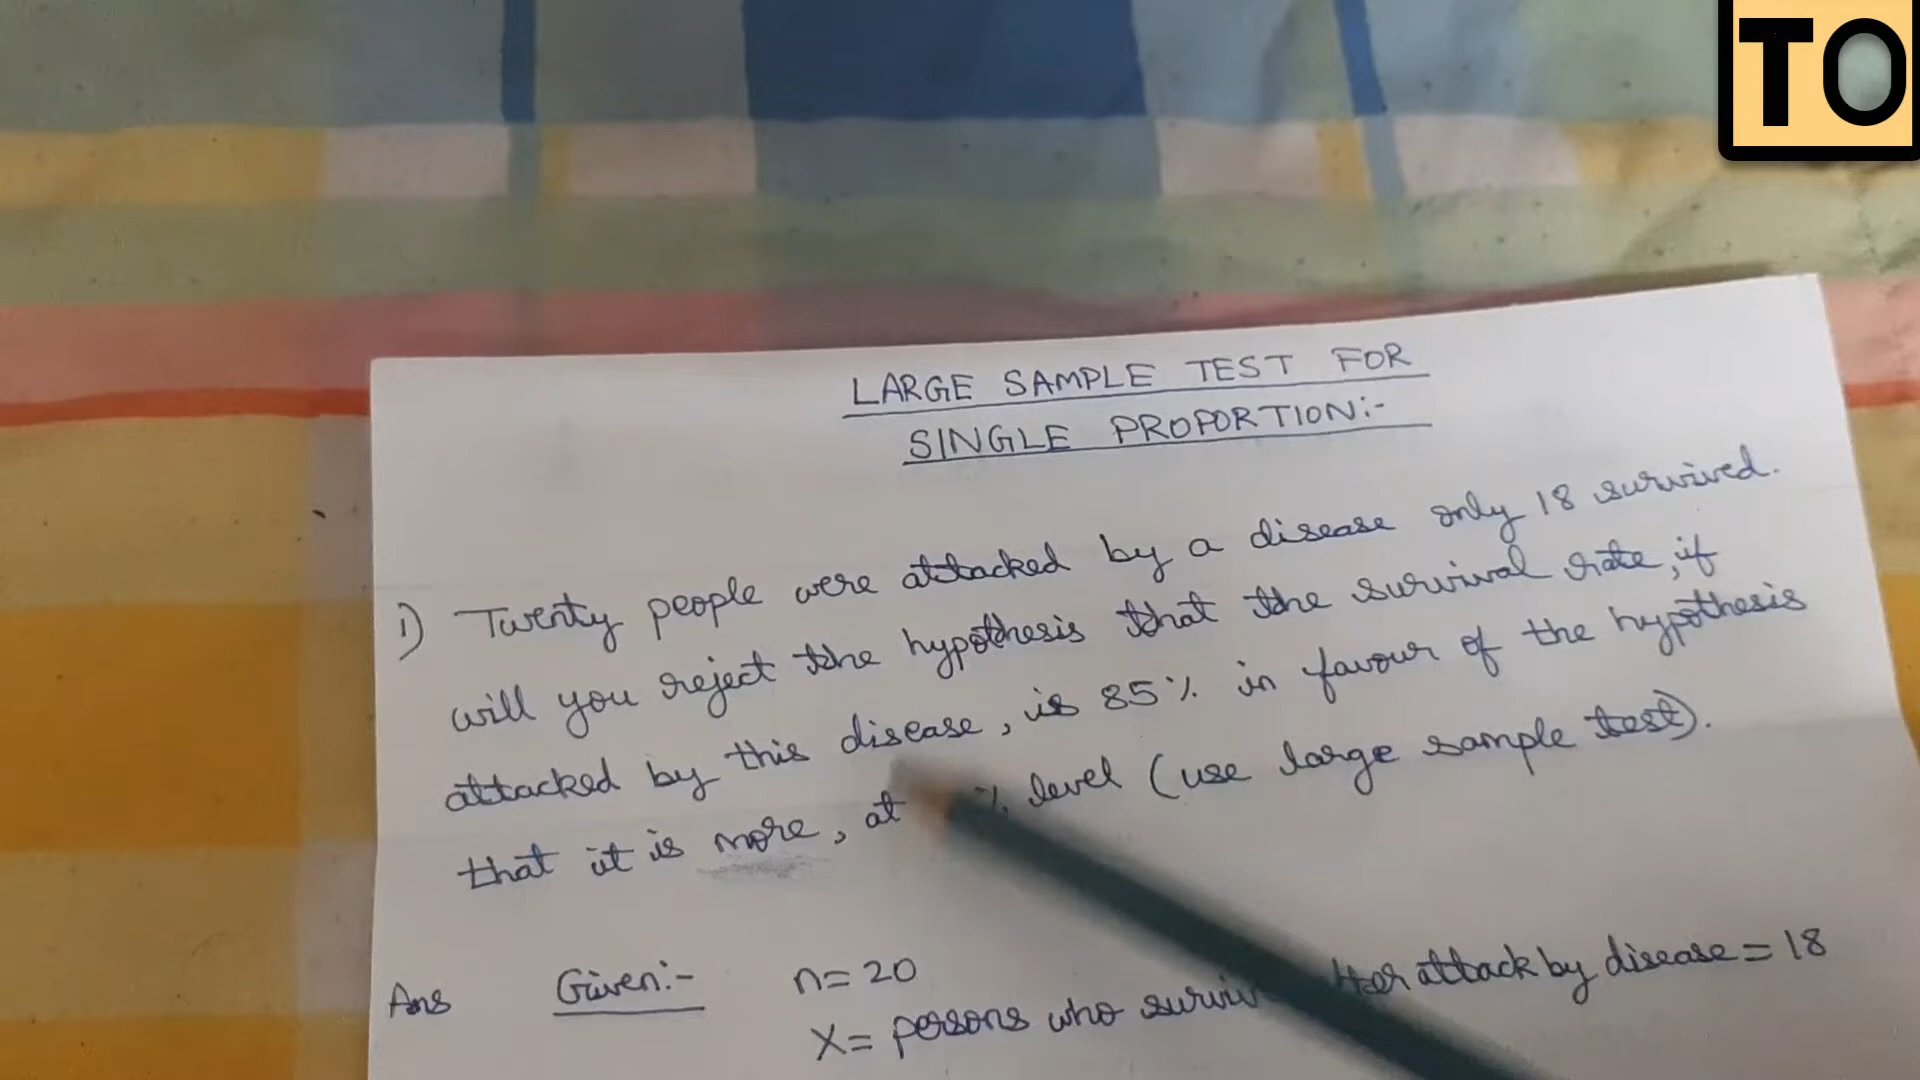 TO
LARGE SAMPLE TEST FOR
SINGLE PROPORTION:-
1) Twenty people were attacked by a disease only 18 survived.
will you reject the hypothesis that the survival rate, if
attacked by this disease, is 85% in favour of the hypothesis
that it is more, at % level (use large sample test).
Ans Given:- n= 20
X= persons who attack by disease = 18